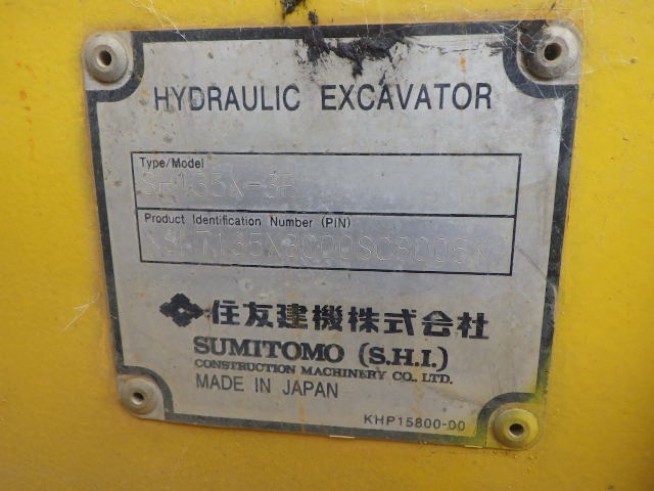 HYDRAULIC EXCAVATOR
Type/Model
Product Identification Number (PIN)
住友建機株式会社
SUMITOMO (S.H.I.)
CONSTRUCTION MACHINERY CO., LTD.
MADE IN JAPAN
KHP15800-00